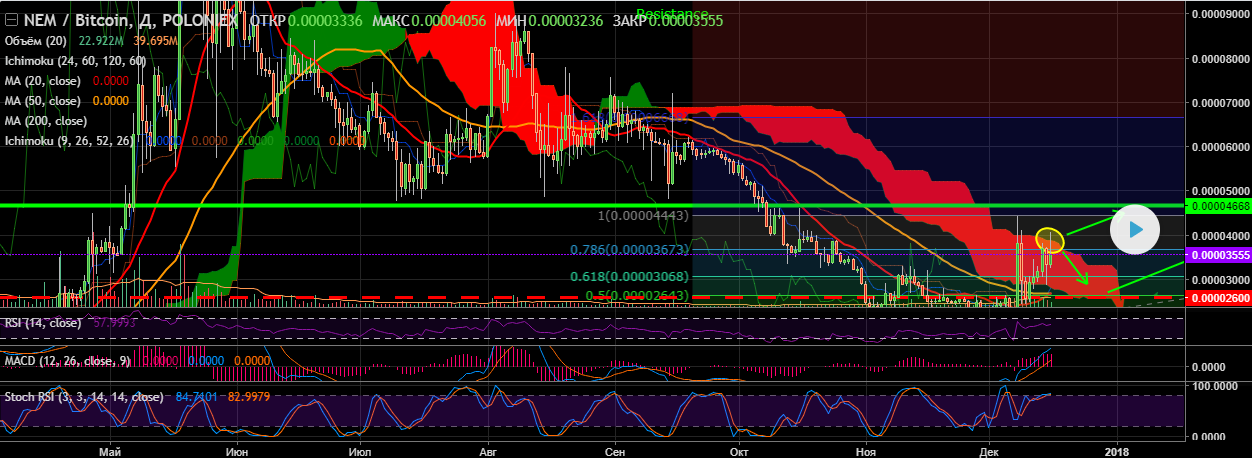 NEM / Bitcoin, Д, POLONIEX ОТКР 0.00003336 МАКС 0.00004056 МИН 0.00003236 ЗАКР 0.00003555
Resistance
Объём (20) 22.922M 39.695M
Ichimoku (24, 60, 120, 60)
MA (20, close) 0.0000
MA (50, close) 0.0000
MA (200, close)
Ichimoku (9, 26, 52, 26) 0.0000 0.0000 0.0000 0.0000 0.0000
0.00009000
0.00008000
0.00007000
0.00006000
0.00005000
0.00004668
1(0.00004443)
0.00004000
0.786(0.00003673)
0.00003555
0.618(0.00003068)
0.00003000
0.5(0.00002643)
0.00002600
RSI (14, close) 57.9993
MACD (12, 26, close, 9) 0.0000 0.0000 0.0000
0.0000
Stoch RSI (3, 3, 14, 14, close) 84.7101 82.9979
100.0000
0.0000
Май Июн Июл Авг Сен Окт Ноя Дек 2018